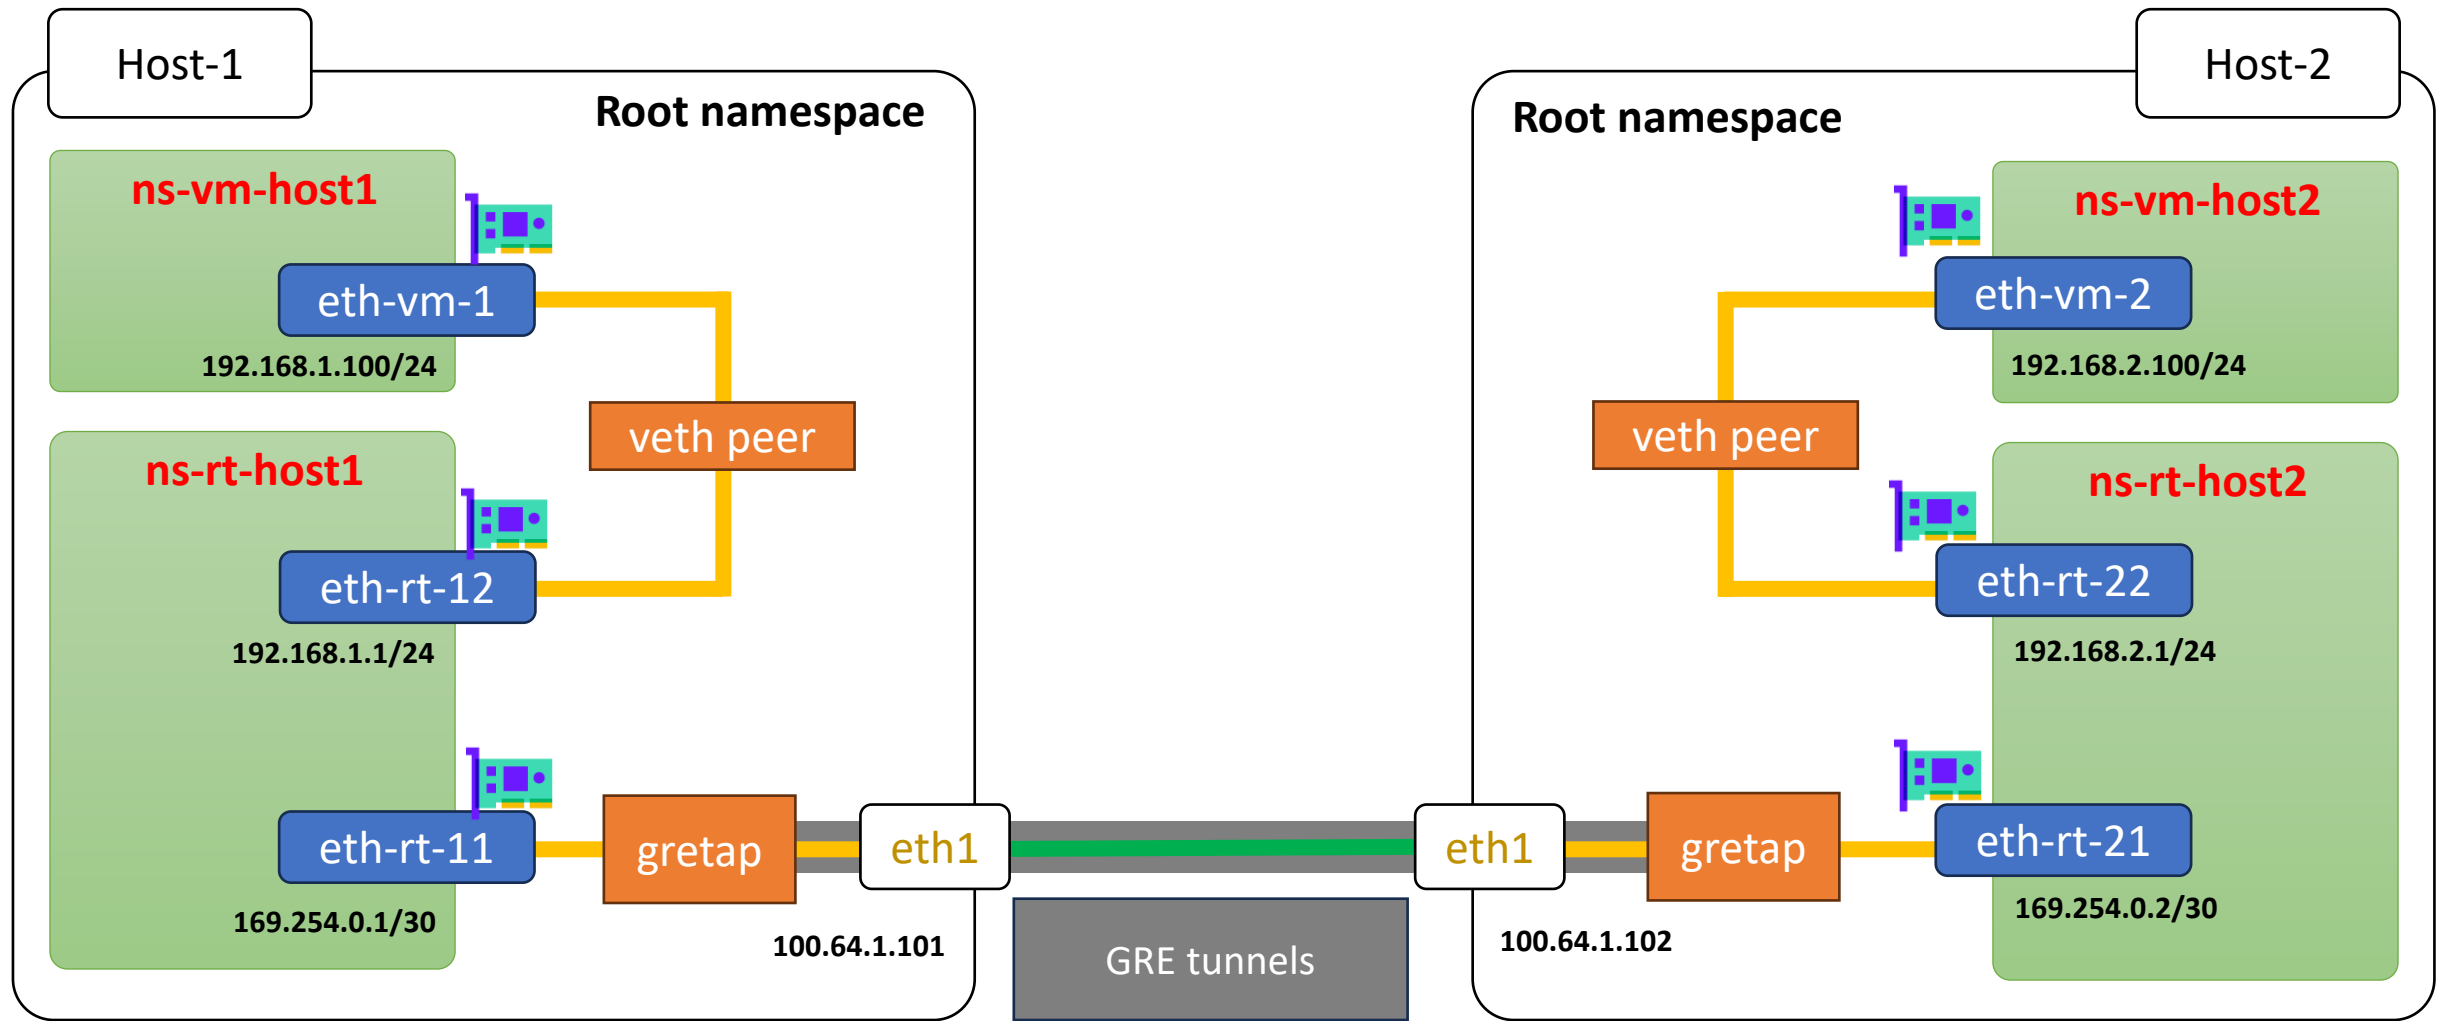 Host-1
Root namespace
ns-vm-host1
eth-vm-1
192.168.1.100/24
veth peer
ns-rt-host1
eth-rt-12
192.168.1.1/24
eth-rt-11
169.254.0.1/30
gretap
eth1
100.64.1.101
GRE tunnels
Host-2
Root namespace
ns-vm-host2
eth-vm-2
192.168.2.100/24
veth peer
ns-rt-host2
eth-rt-22
192.168.2.1/24
eth1
gretap
eth-rt-21
169.254.0.2/30
100.64.1.102